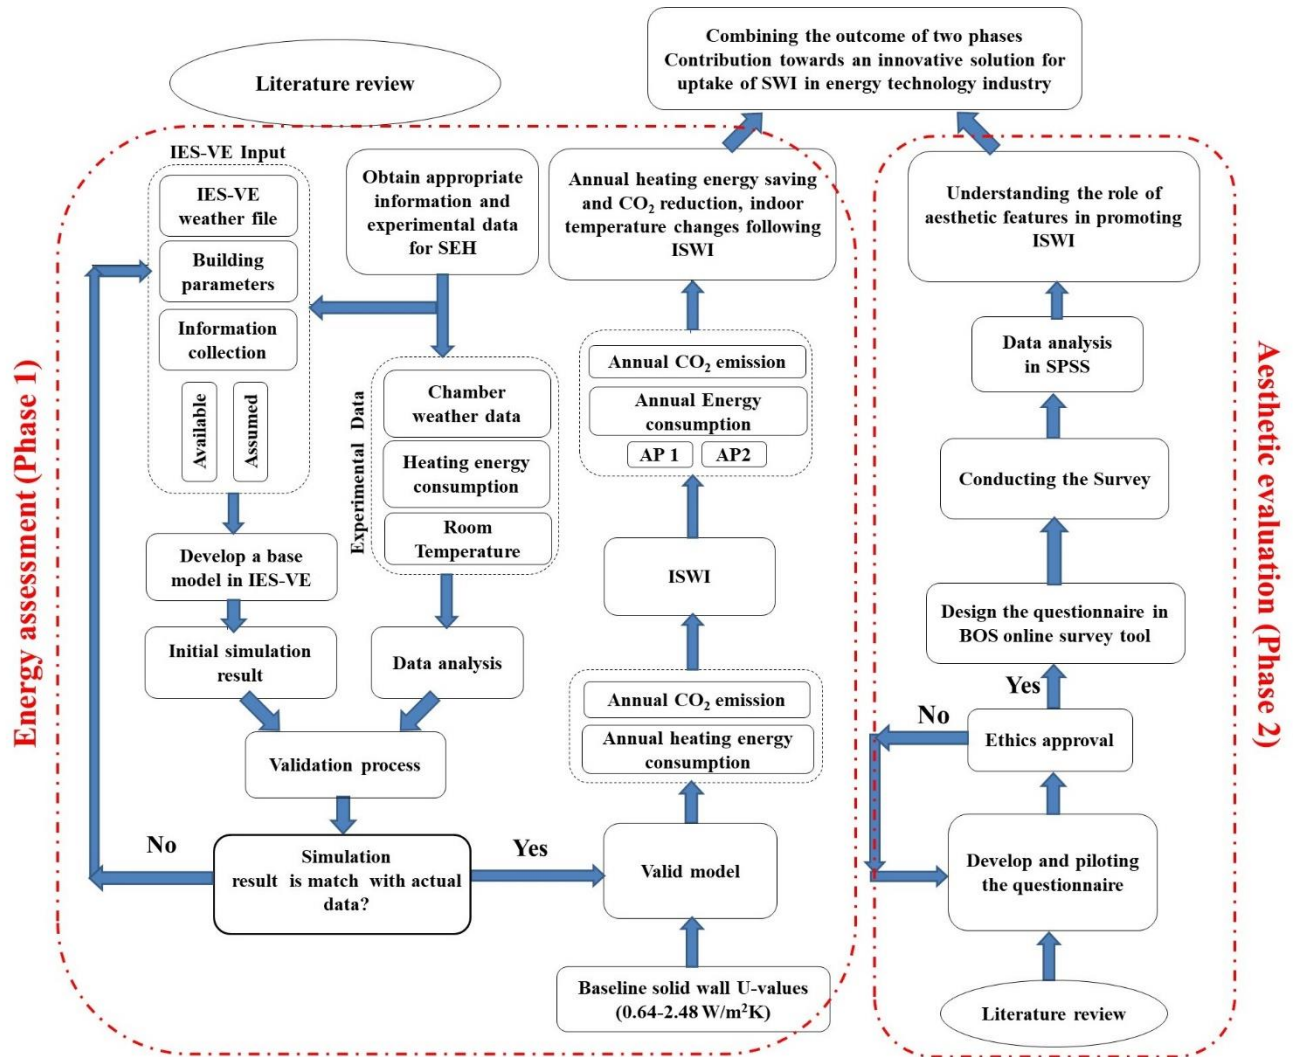 Combining the outcome of two phases
Contribution towards an innovative solution for
uptake of SWI in energy technology industry
Literature review
Energy assessment (Phase 1)
IES-VE Input
IES-VE
weather file
Building
parameters
Information
collection
Available
Assumed
Obtain appropriate
information and
experimental data
for SEH
Experimental Data
Chamber
weather data
Heating energy
consumption
Room
Temperature
Develop a base
model in IES-VE
Initial simulation
result
Data analysis
Validation process
Simulation
result is match with actual
data?
No
Yes
Annual heating energy saving
and CO₂ reduction, indoor
temperature changes following
ISWI
Annual CO₂ emission
Annual Energy
consumption
AP 1
AP2
ISWI
Annual CO₂ emission
Annual heating energy
consumption
Valid model
Baseline solid wall U-values
(0.64-2.48 W/m²K)
Aesthetic evaluation (Phase 2)
Understanding the role of
aesthetic features in promoting
ISWI
Data analysis
in SPSS
Conducting the Survey
Design the questionnaire in
BOS online survey tool
Yes
No
Ethics approval
Develop and piloting
the questionnaire
Literature review